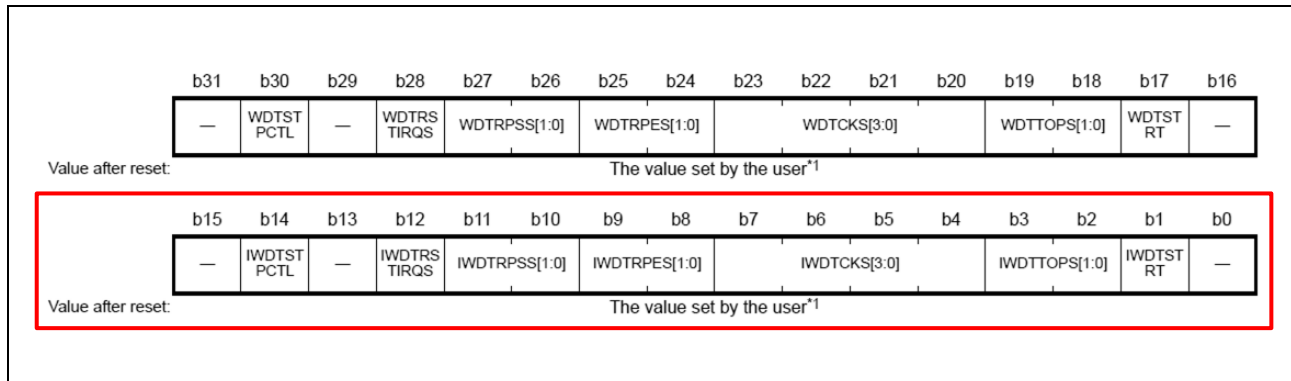 b31 b30 b29 b28 b27 b26 b25 b24 b23 b22 b21 b20 b19 b18 b17 b16
— WDTST PCTL — WDTRS TIRQS WDTRPSS[1:0] WDTRPES[1:0] WDTCKS[3:0] WDTTOPS[1:0] WDTST RT —
Value after reset: The value set by the user*1
b15 b14 b13 b12 b11 b10 b9 b8 b7 b6 b5 b4 b3 b2 b1 b0
— IWDTST PCTL — IWDTRS TIRQS IWDTRPSS[1:0] IWDTRPES[1:0] IWDTCKS[3:0] IWDTTOPS[1:0] IWDTST RT —
Value after reset: The value set by the user*1